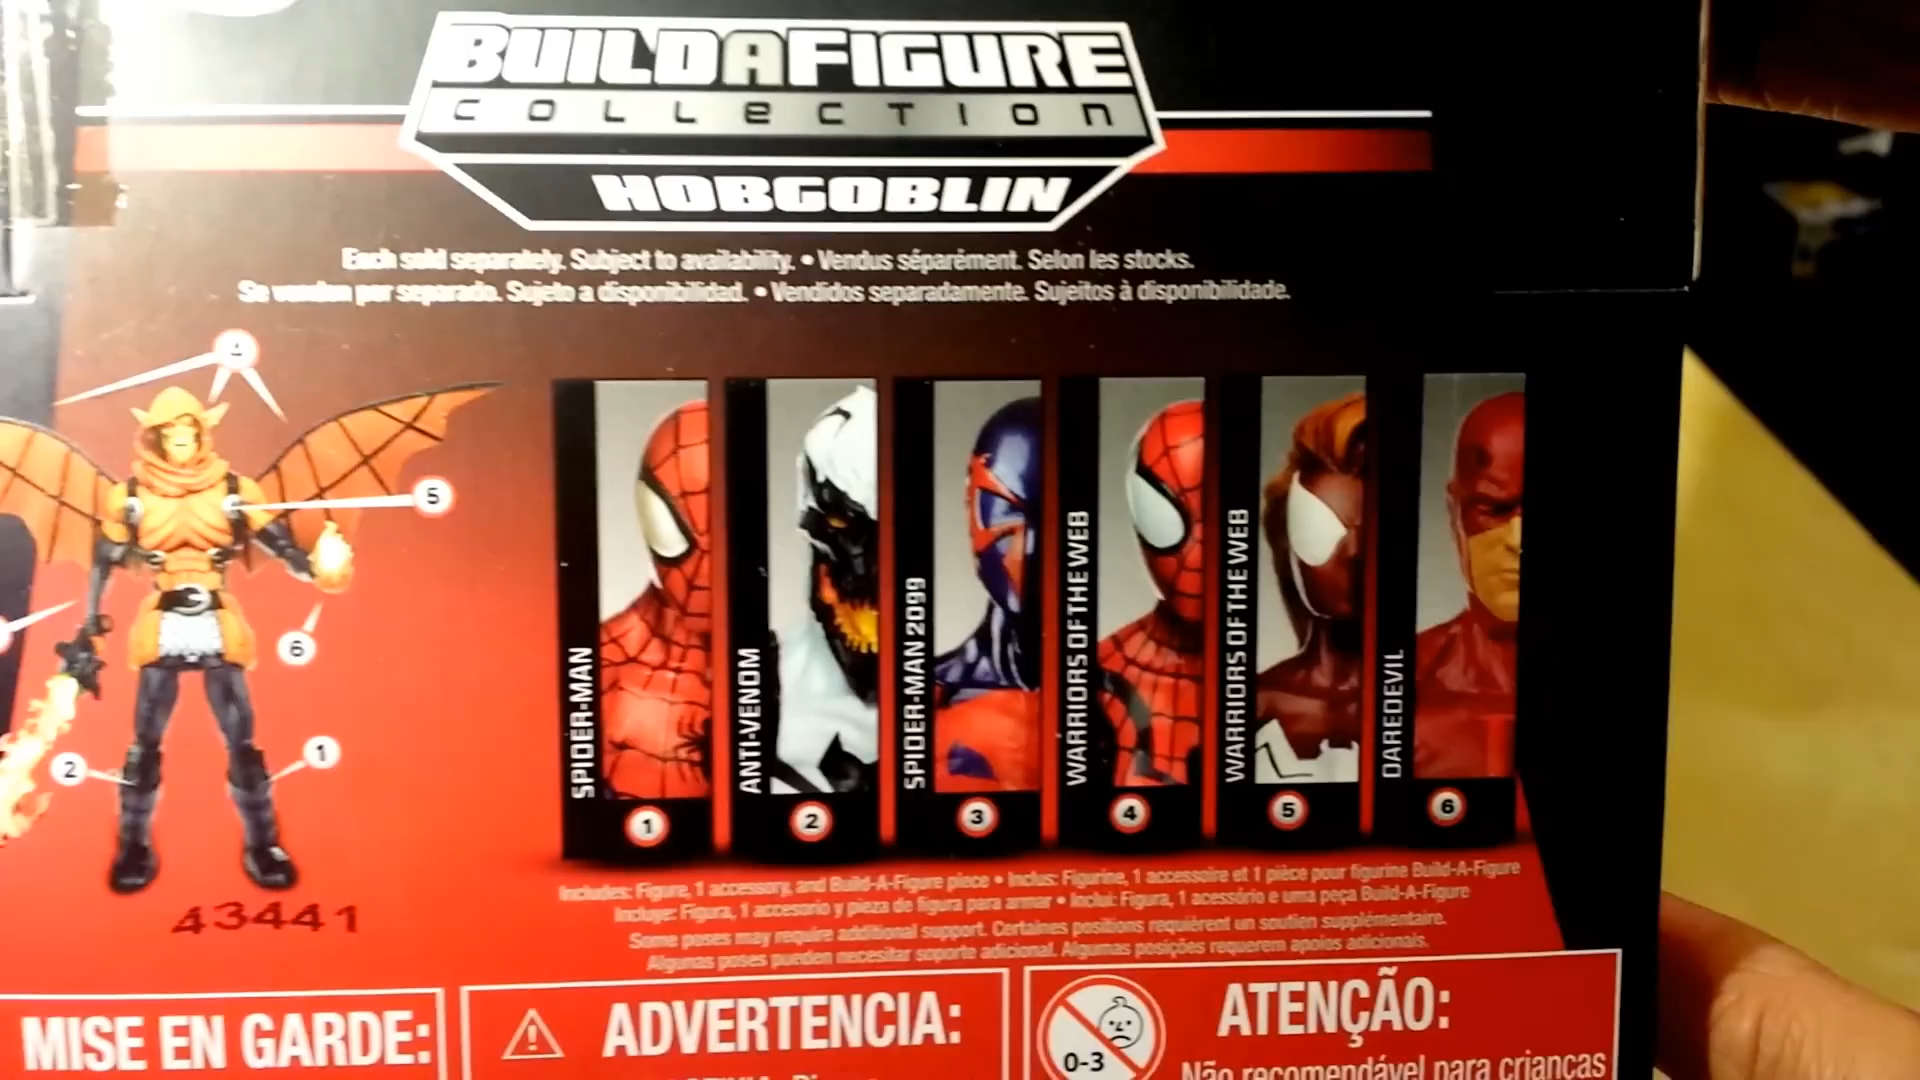 BUILDAFIGURE
COLLECTION
HOBGOBLIN
Each sold separately. Subject to availability. • Vendus séparément. Selon les stocks.
Se venden por separado. Sujeto a disponibilidad. • Vendidos separadamente. Sujeitos à disponibilidade.
4
5
6
2
1
43441
SPIDER-MAN
1
ANTI-VENOM
2
SPIDER-MAN 2099
3
WARRIORS OF THE WEB
4
WARRIORS OF THE WEB
5
DAREDEVIL
6
Includes: Figure, 1 accessory, and Build-A-Figure piece • Inclus: Figurine, 1 accessoire et 1 pièce pour figurine Build-A-Figure
Incluye: Figura, 1 accesorio y pieza de figura para armar • Inclui: Figura, 1 acessório e uma peça Build-A-Figure
Some poses may require additional support. Certaines positions requièrent un soutien supplémentaire.
Algunas poses pueden necesitar soporte adicional. Algumas posições requerem apoios adicionais.
MISE EN GARDE:
ADVERTENCIA:
0-3
ATENÇÃO:
Não recomendável para crianças